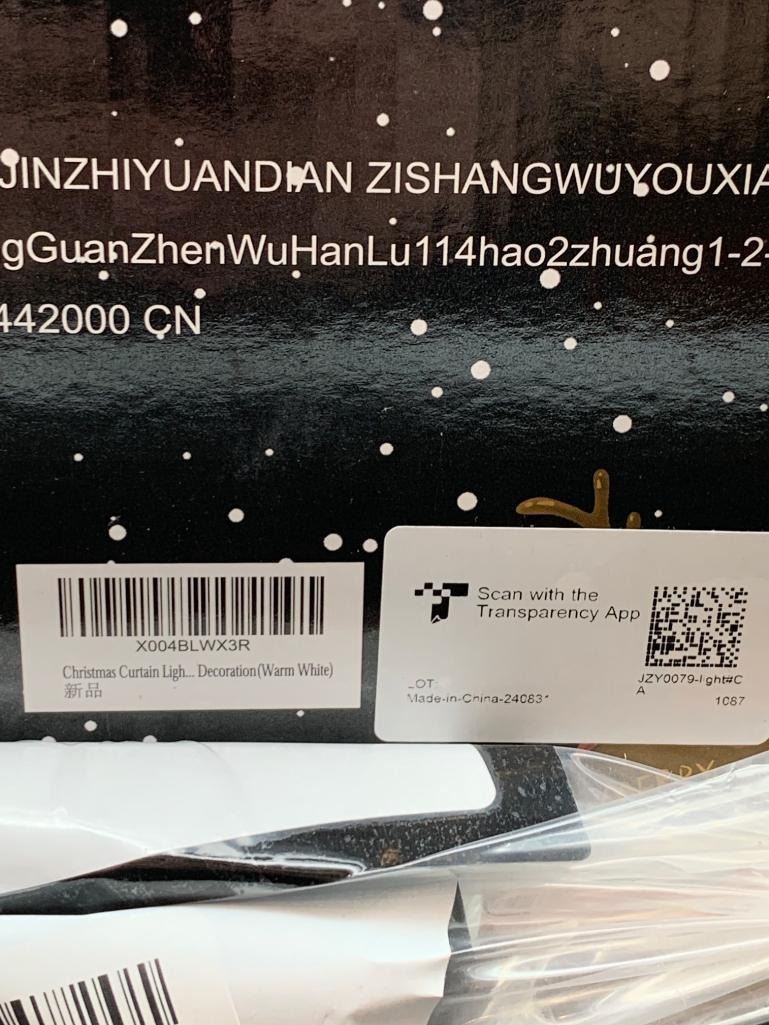 JINZHIYUANDIAN ZISHANGWUYOUXIA
gGuanZhenWuHanLu114hao2zhuang1-2-
442000 CN
X004BLWX3R
Christmas Curtain Ligh... Decoration(Warm White)
新品
Scan with the
Transparency App
LOT:
Made-in-China-240831
JZY0079-light#C
A
1087